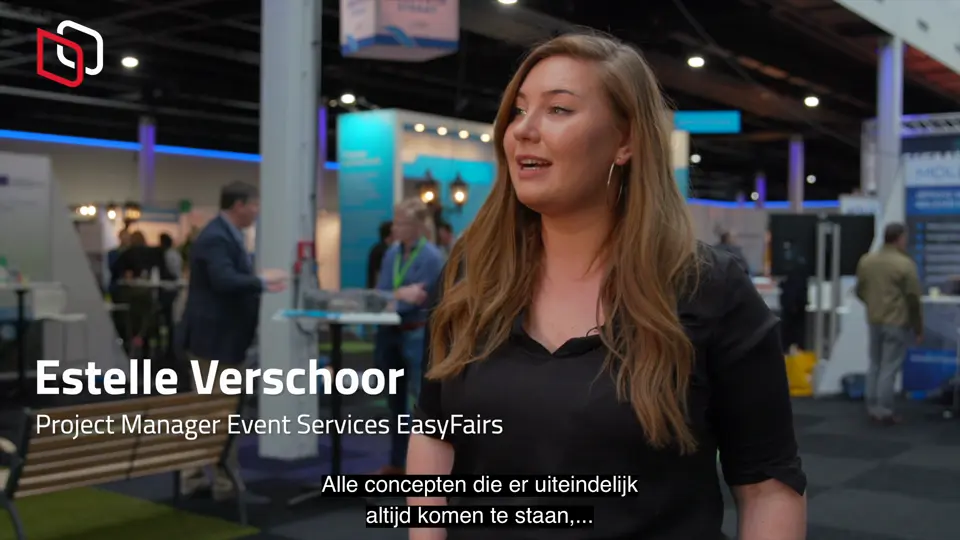 Estelle Verschoor
Project Manager Event Services EasyFairs
Alle concepten die er uiteindelijk
altijd komen te staan,...